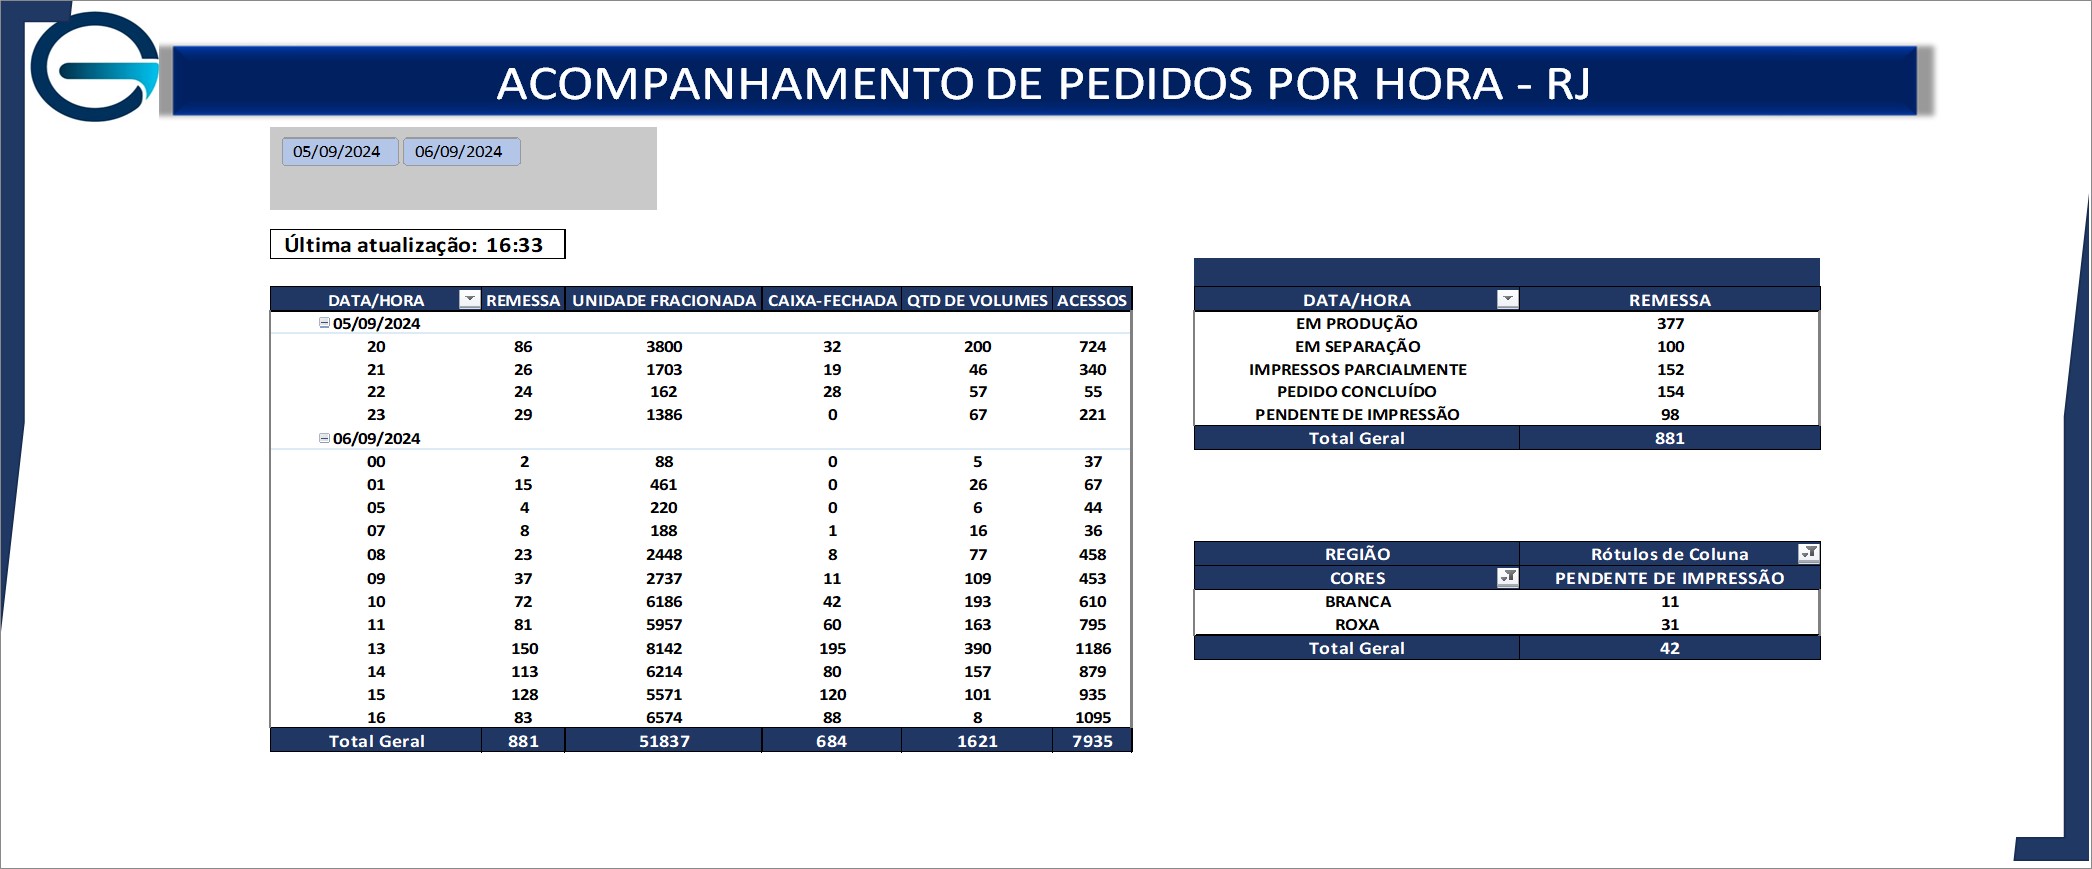 ACOMPANHAMENTO DE PEDIDOS POR HORA - RJ
05/09/2024 06/09/2024
Última atualização: 16:33
DATA/HORA REMESSA UNIDADE FRACIONADA CAIXA-FECHADA QTD DE VOLUMES ACESSOS
05/09/2024
20 86 3800 32 200 724
21 26 1703 19 46 340
22 24 162 28 57 55
23 29 1386 0 67 221
06/09/2024
00 2 88 0 5 37
01 15 461 0 26 67
05 4 220 0 6 44
07 8 188 1 16 36
08 23 2448 8 77 458
09 37 2737 11 109 453
10 72 6186 42 193 610
11 81 5957 60 163 795
13 150 8142 195 390 1186
14 113 6214 80 157 879
15 128 5571 120 101 935
16 83 6574 88 8 1095
Total Geral 881 51837 684 1621 7935
DATA/HORA REMESSA
EM PRODUÇÃO 377
EM SEPARAÇÃO 100
IMPRESSOS PARCIALMENTE 152
PEDIDO CONCLUÍDO 154
PENDENTE DE IMPRESSÃO 98
Total Geral 881
REGIÃO Rótulos de Coluna
CORES PENDENTE DE IMPRESSÃO
BRANCA 11
ROXA 31
Total Geral 42